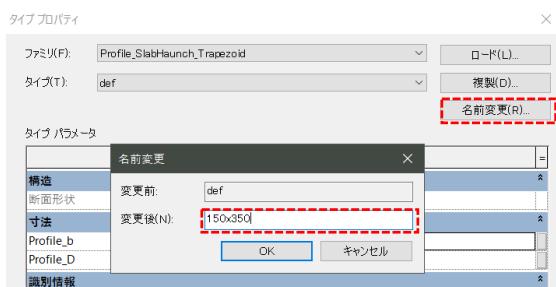 タイプ プロパティ
ファミリ(F): Profile_SlabHaunch_Trapezoid ロード(L)...
タイプ(T): def 複製(D)...
名前変更(R)...
タイプ パラメータ
=
名前変更
構造
変更前: def
断面形状
変更後(N): 150x350
寸法
Profile_b
OK キャンセル
Profile_D
識別情報